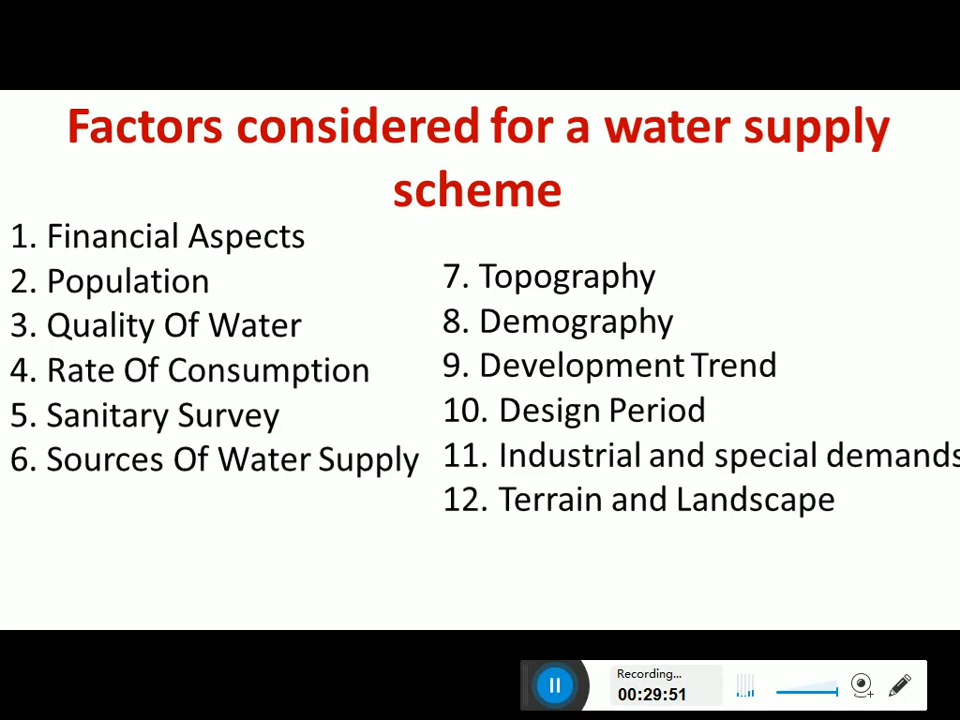 Factors considered for a water supply
scheme
1. Financial Aspects
2. Population
3. Quality Of Water
4. Rate Of Consumption
5. Sanitary Survey
6. Sources Of Water Supply
7. Topography
8. Demography
9. Development Trend
10. Design Period
11. Industrial and special demands
12. Terrain and Landscape
Recording...
00:29:51